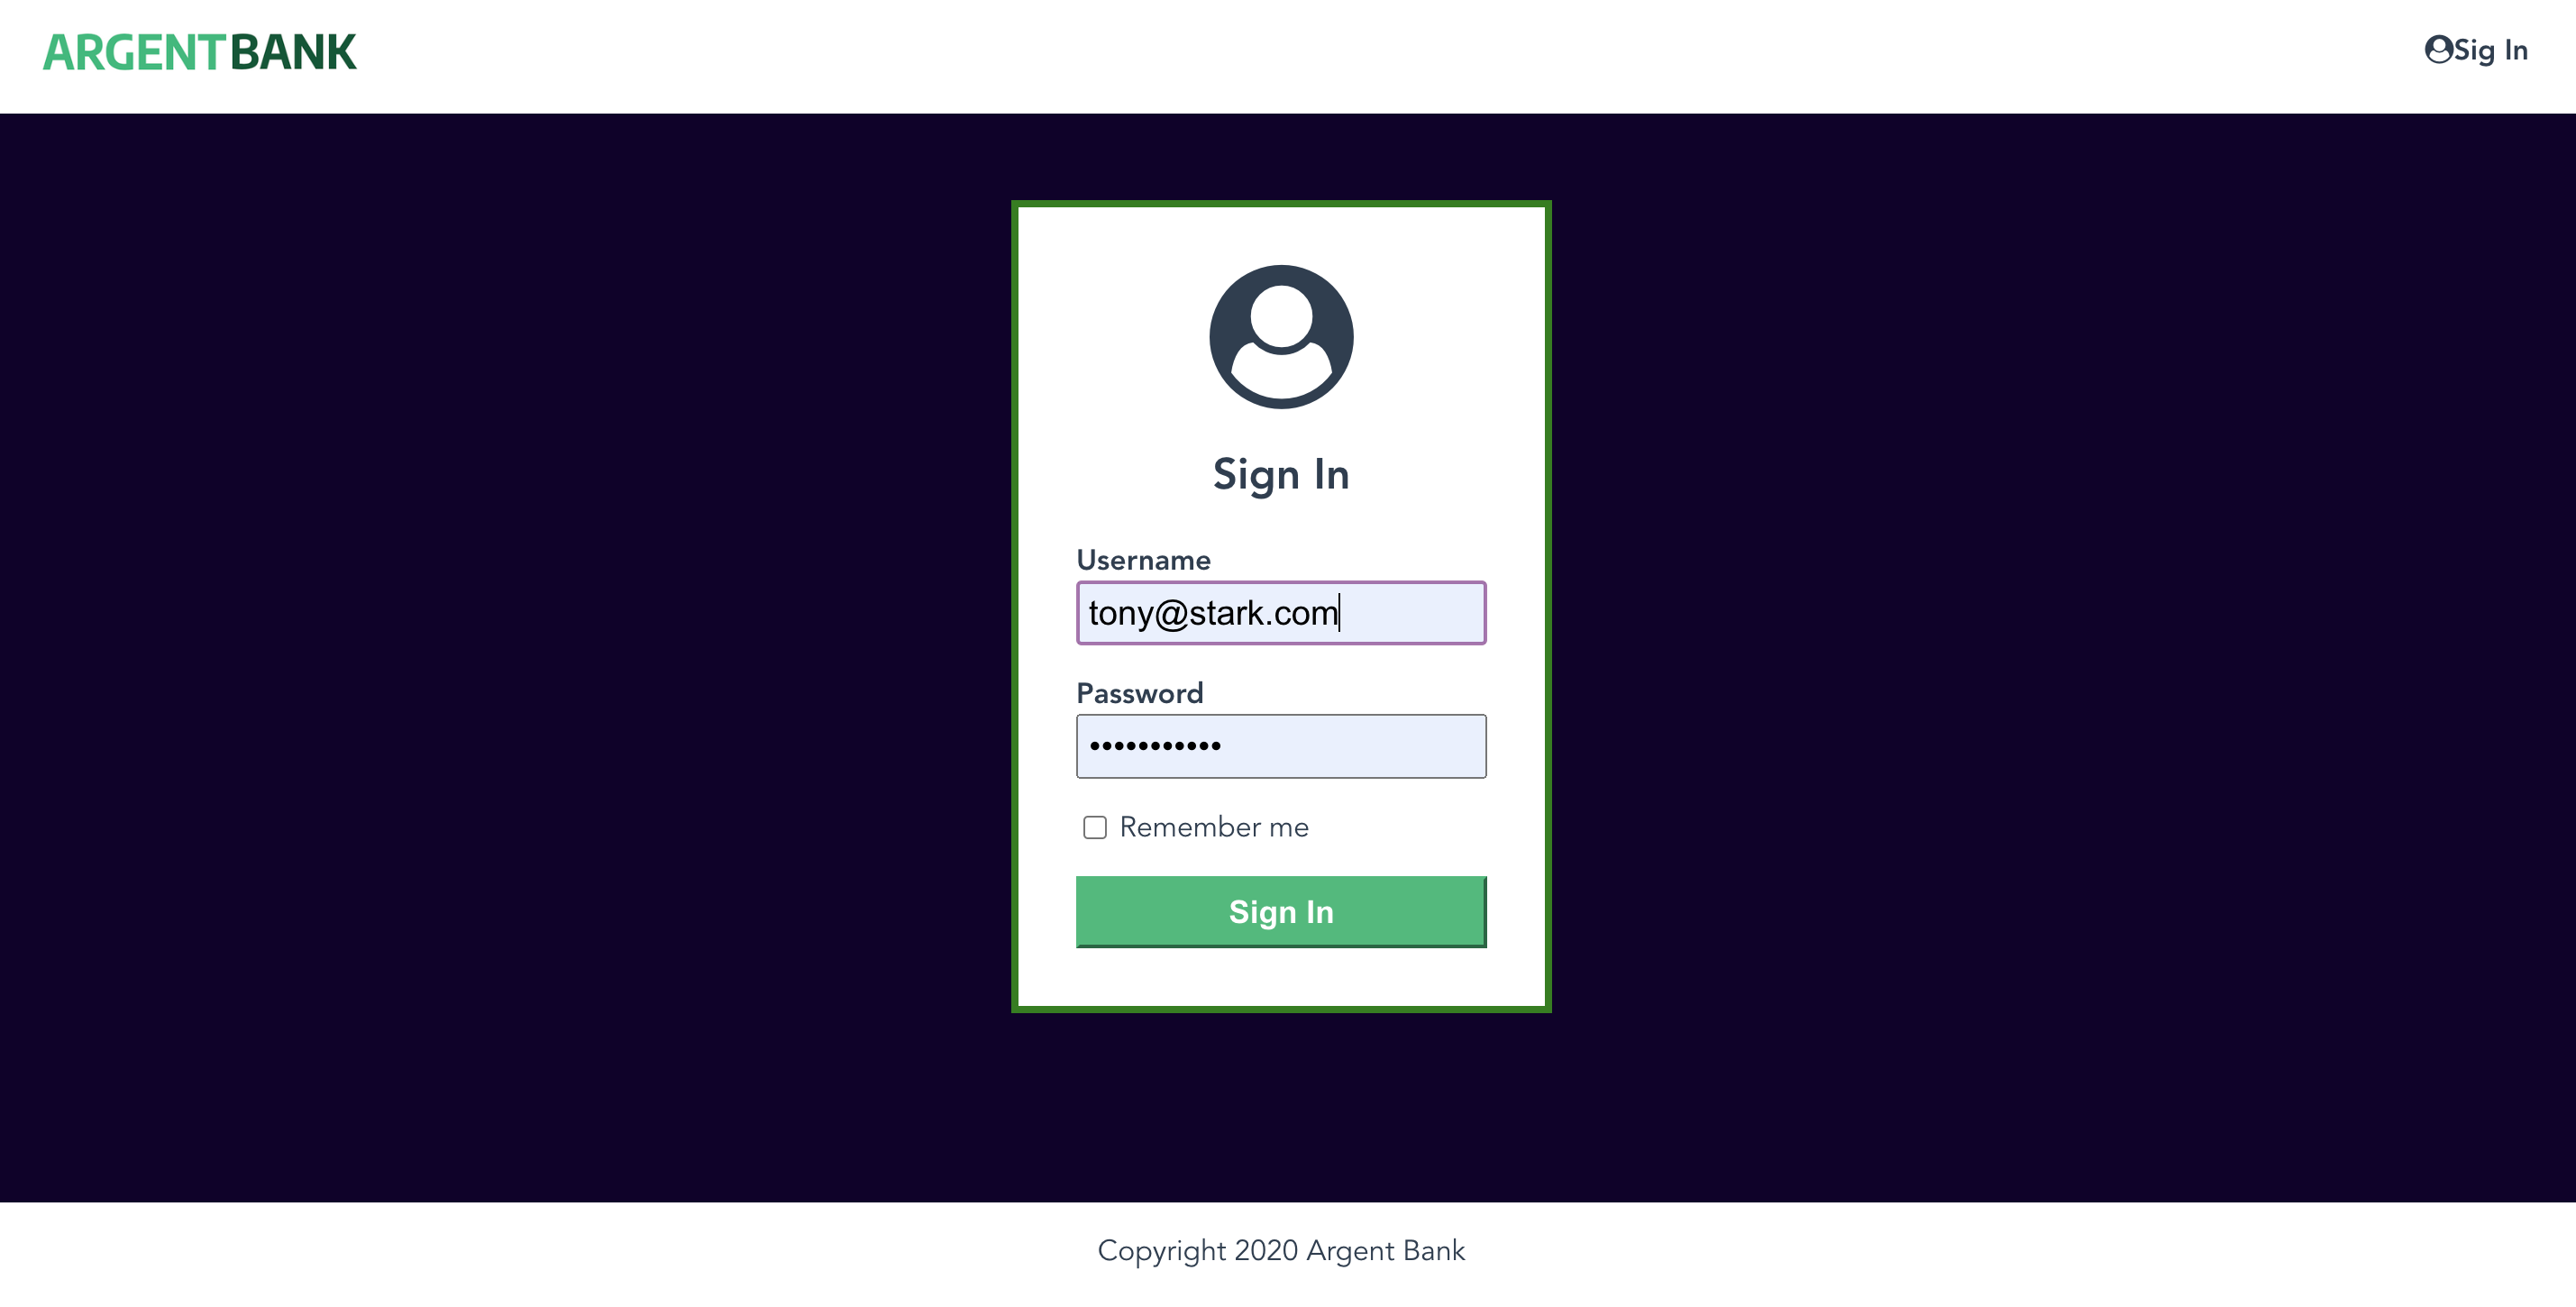 ARGENTBANK
Sig In
Sign In
Username
tony@stark.com
Password
•••••••••••
Remember me
Sign In
Copyright 2020 Argent Bank